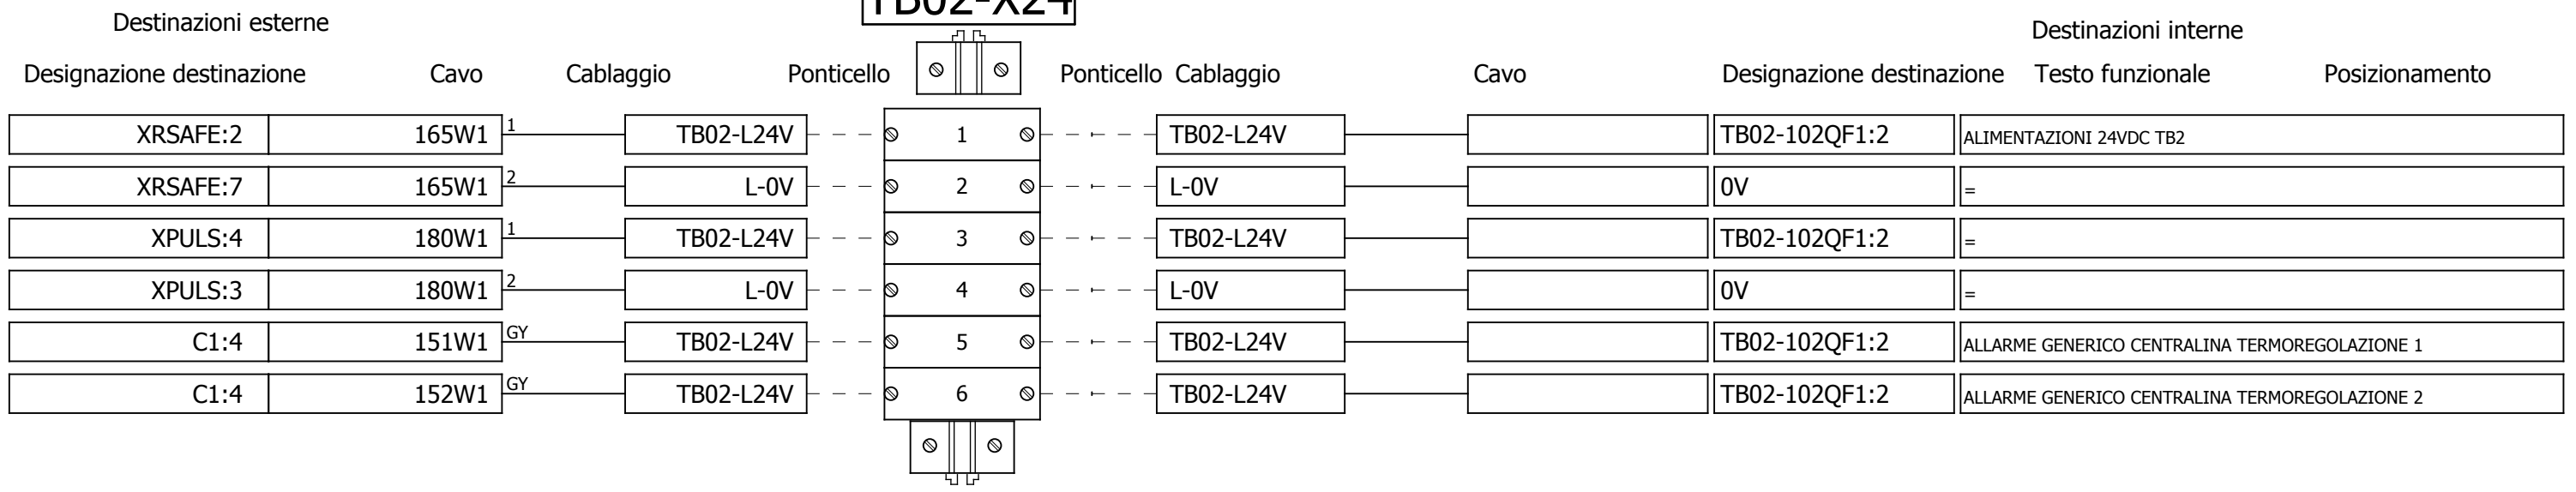 TB02-X24
Destinazioni esterne
Destinazioni interne
Designazione destinazione Cavo Cablaggio Ponticello Ponticello Cablaggio Cavo Designazione destinazione Testo funzionale Posizionamento
XRSAFE:2 165W1 1 TB02-L24V 1 TB02-L24V TB02-102QF1:2 ALIMENTAZIONI 24VDC TB2
XRSAFE:7 165W1 2 L-0V 2 L-0V 0V =
XPULS:4 180W1 1 TB02-L24V 3 TB02-L24V TB02-102QF1:2 =
XPULS:3 180W1 2 L-0V 4 L-0V 0V =
C1:4 151W1 GY TB02-L24V 5 TB02-L24V TB02-102QF1:2 ALLARME GENERICO CENTRALINA TERMOREGOLAZIONE 1
C1:4 152W1 GY TB02-L24V 6 TB02-L24V TB02-102QF1:2 ALLARME GENERICO CENTRALINA TERMOREGOLAZIONE 2